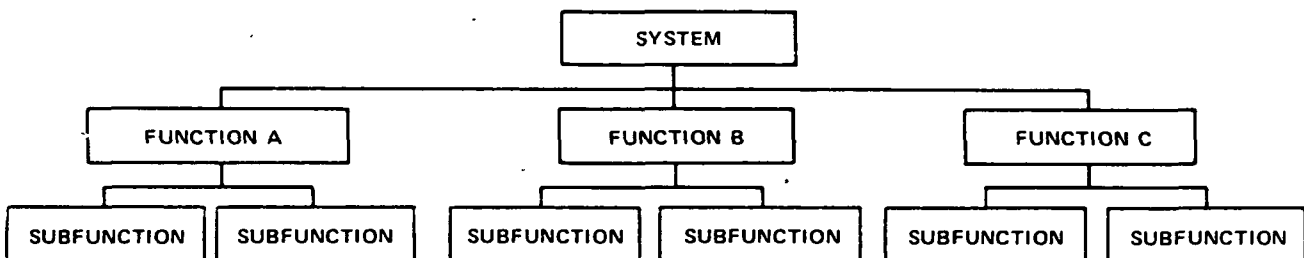 SYSTEM
FUNCTION A
FUNCTION B
FUNCTION C
SUBFUNCTION
SUBFUNCTION
SUBFUNCTION
SUBFUNCTION
SUBFUNCTION
SUBFUNCTION